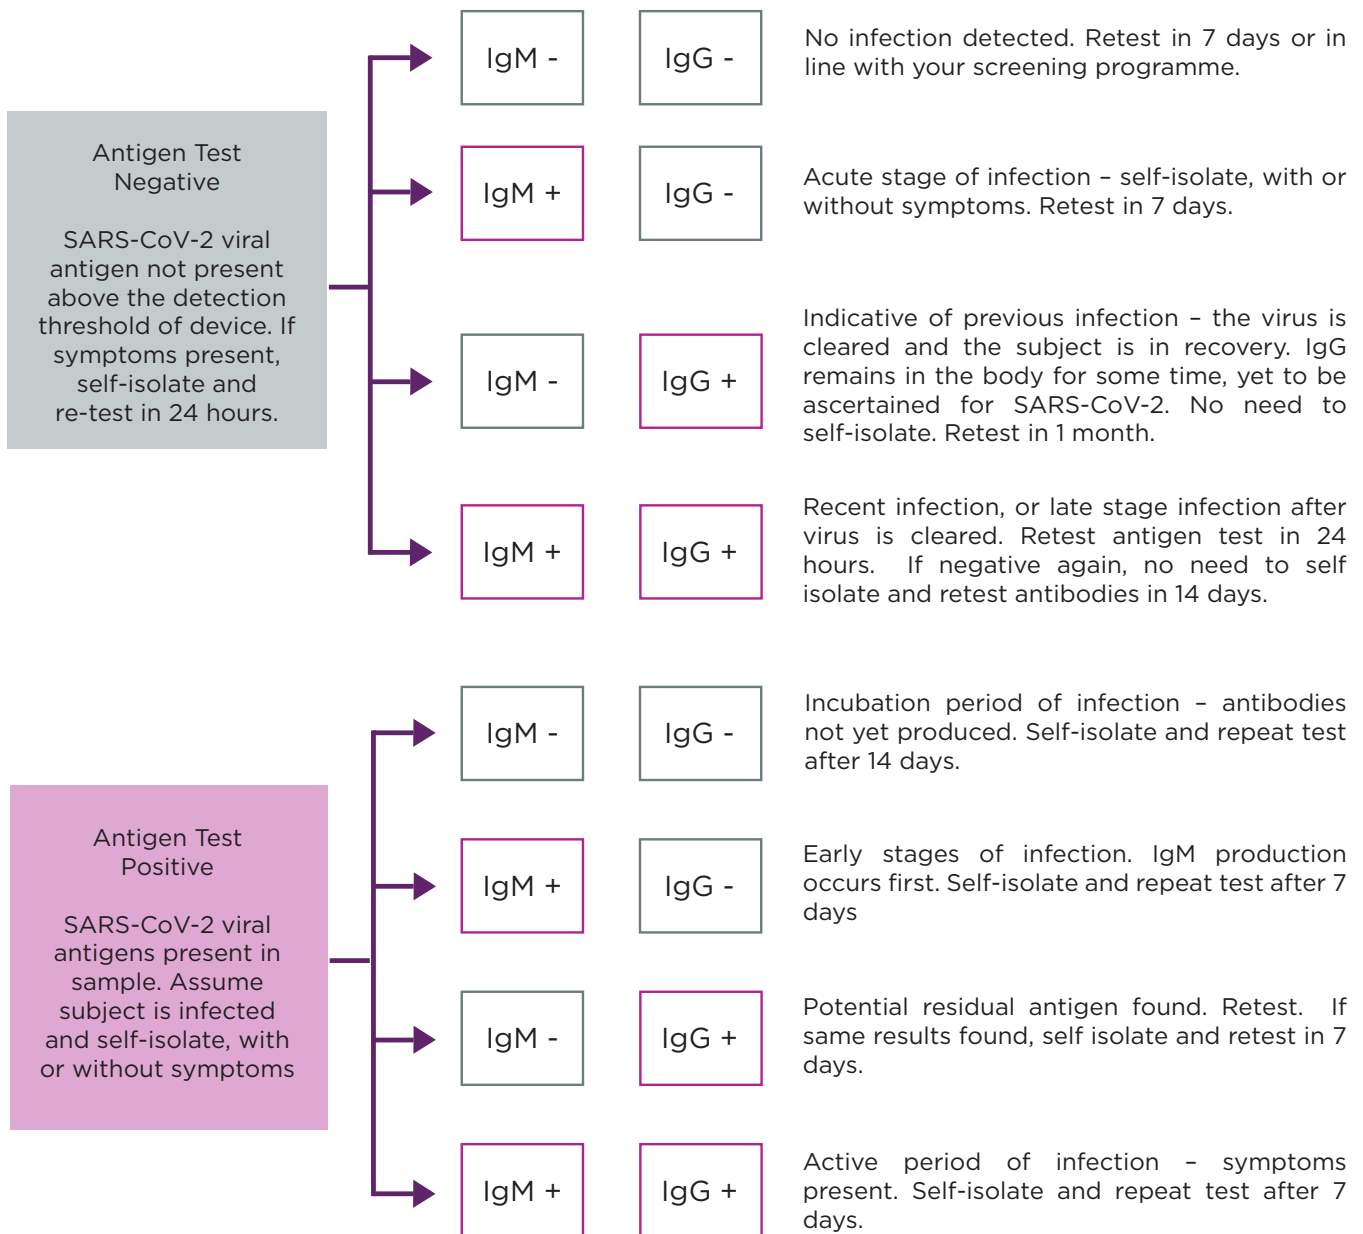 Antigen Test
Negative
SARS-CoV-2 viral
antigen not present
above the detection
threshold of device. If
symptoms present,
self-isolate and
re-test in 24 hours.
IgM -
IgG -
No infection detected. Retest in 7 days or in
line with your screening programme.
IgM +
IgG -
Acute stage of infection – self-isolate, with or
without symptoms. Retest in 7 days.
IgM -
IgG +
Indicative of previous infection – the virus is
cleared and the subject is in recovery. IgG
remains in the body for some time, yet to be
ascertained for SARS-CoV-2. No need to
self-isolate. Retest in 1 month.
IgM +
IgG +
Recent infection, or late stage infection after
virus is cleared. Retest antigen test in 24
hours. If negative again, no need to self
isolate and retest antibodies in 14 days.
Antigen Test
Positive
SARS-CoV-2 viral
antigens present in
sample. Assume
subject is infected
and self-isolate, with
or without symptoms
IgM -
IgG -
Incubation period of infection – antibodies
not yet produced. Self-isolate and repeat test
after 14 days.
IgM +
IgG -
Early stages of infection. IgM production
occurs first. Self-isolate and repeat test after 7
days
IgM -
IgG +
Potential residual antigen found. Retest. If
same results found, self isolate and retest in 7
days.
IgM +
IgG +
Active period of infection – symptoms
present. Self-isolate and repeat test after 7
days.